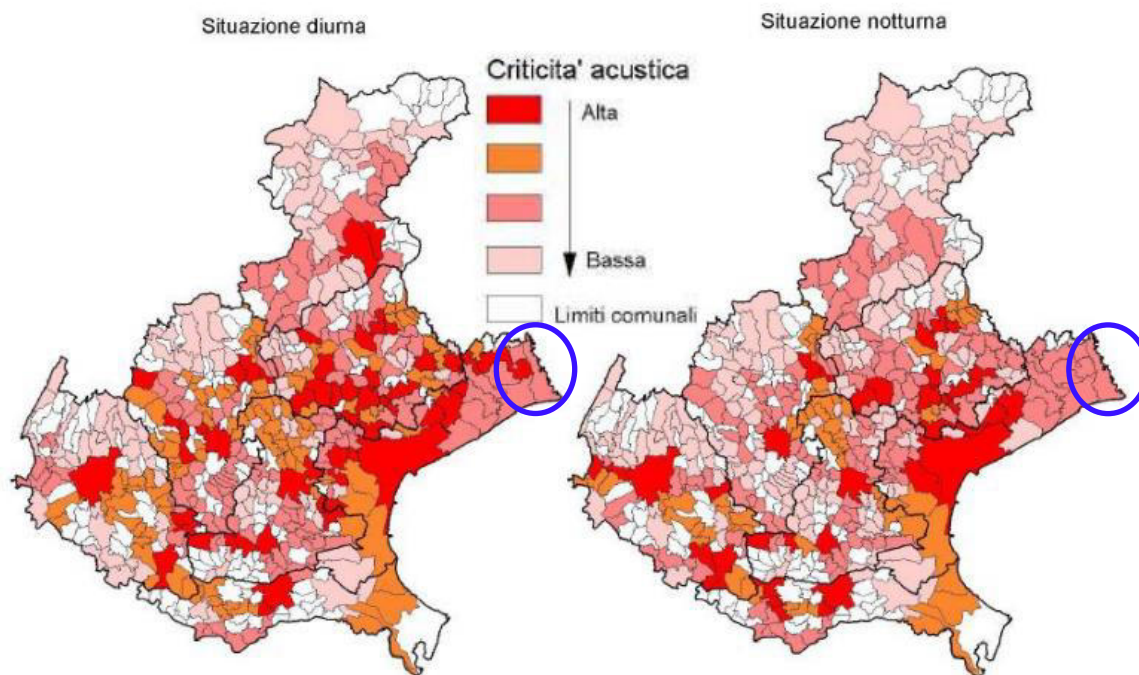 Situazione diurna
Situazione notturna
Criticita' acustica
Alta
Bassa
Limiti comunali